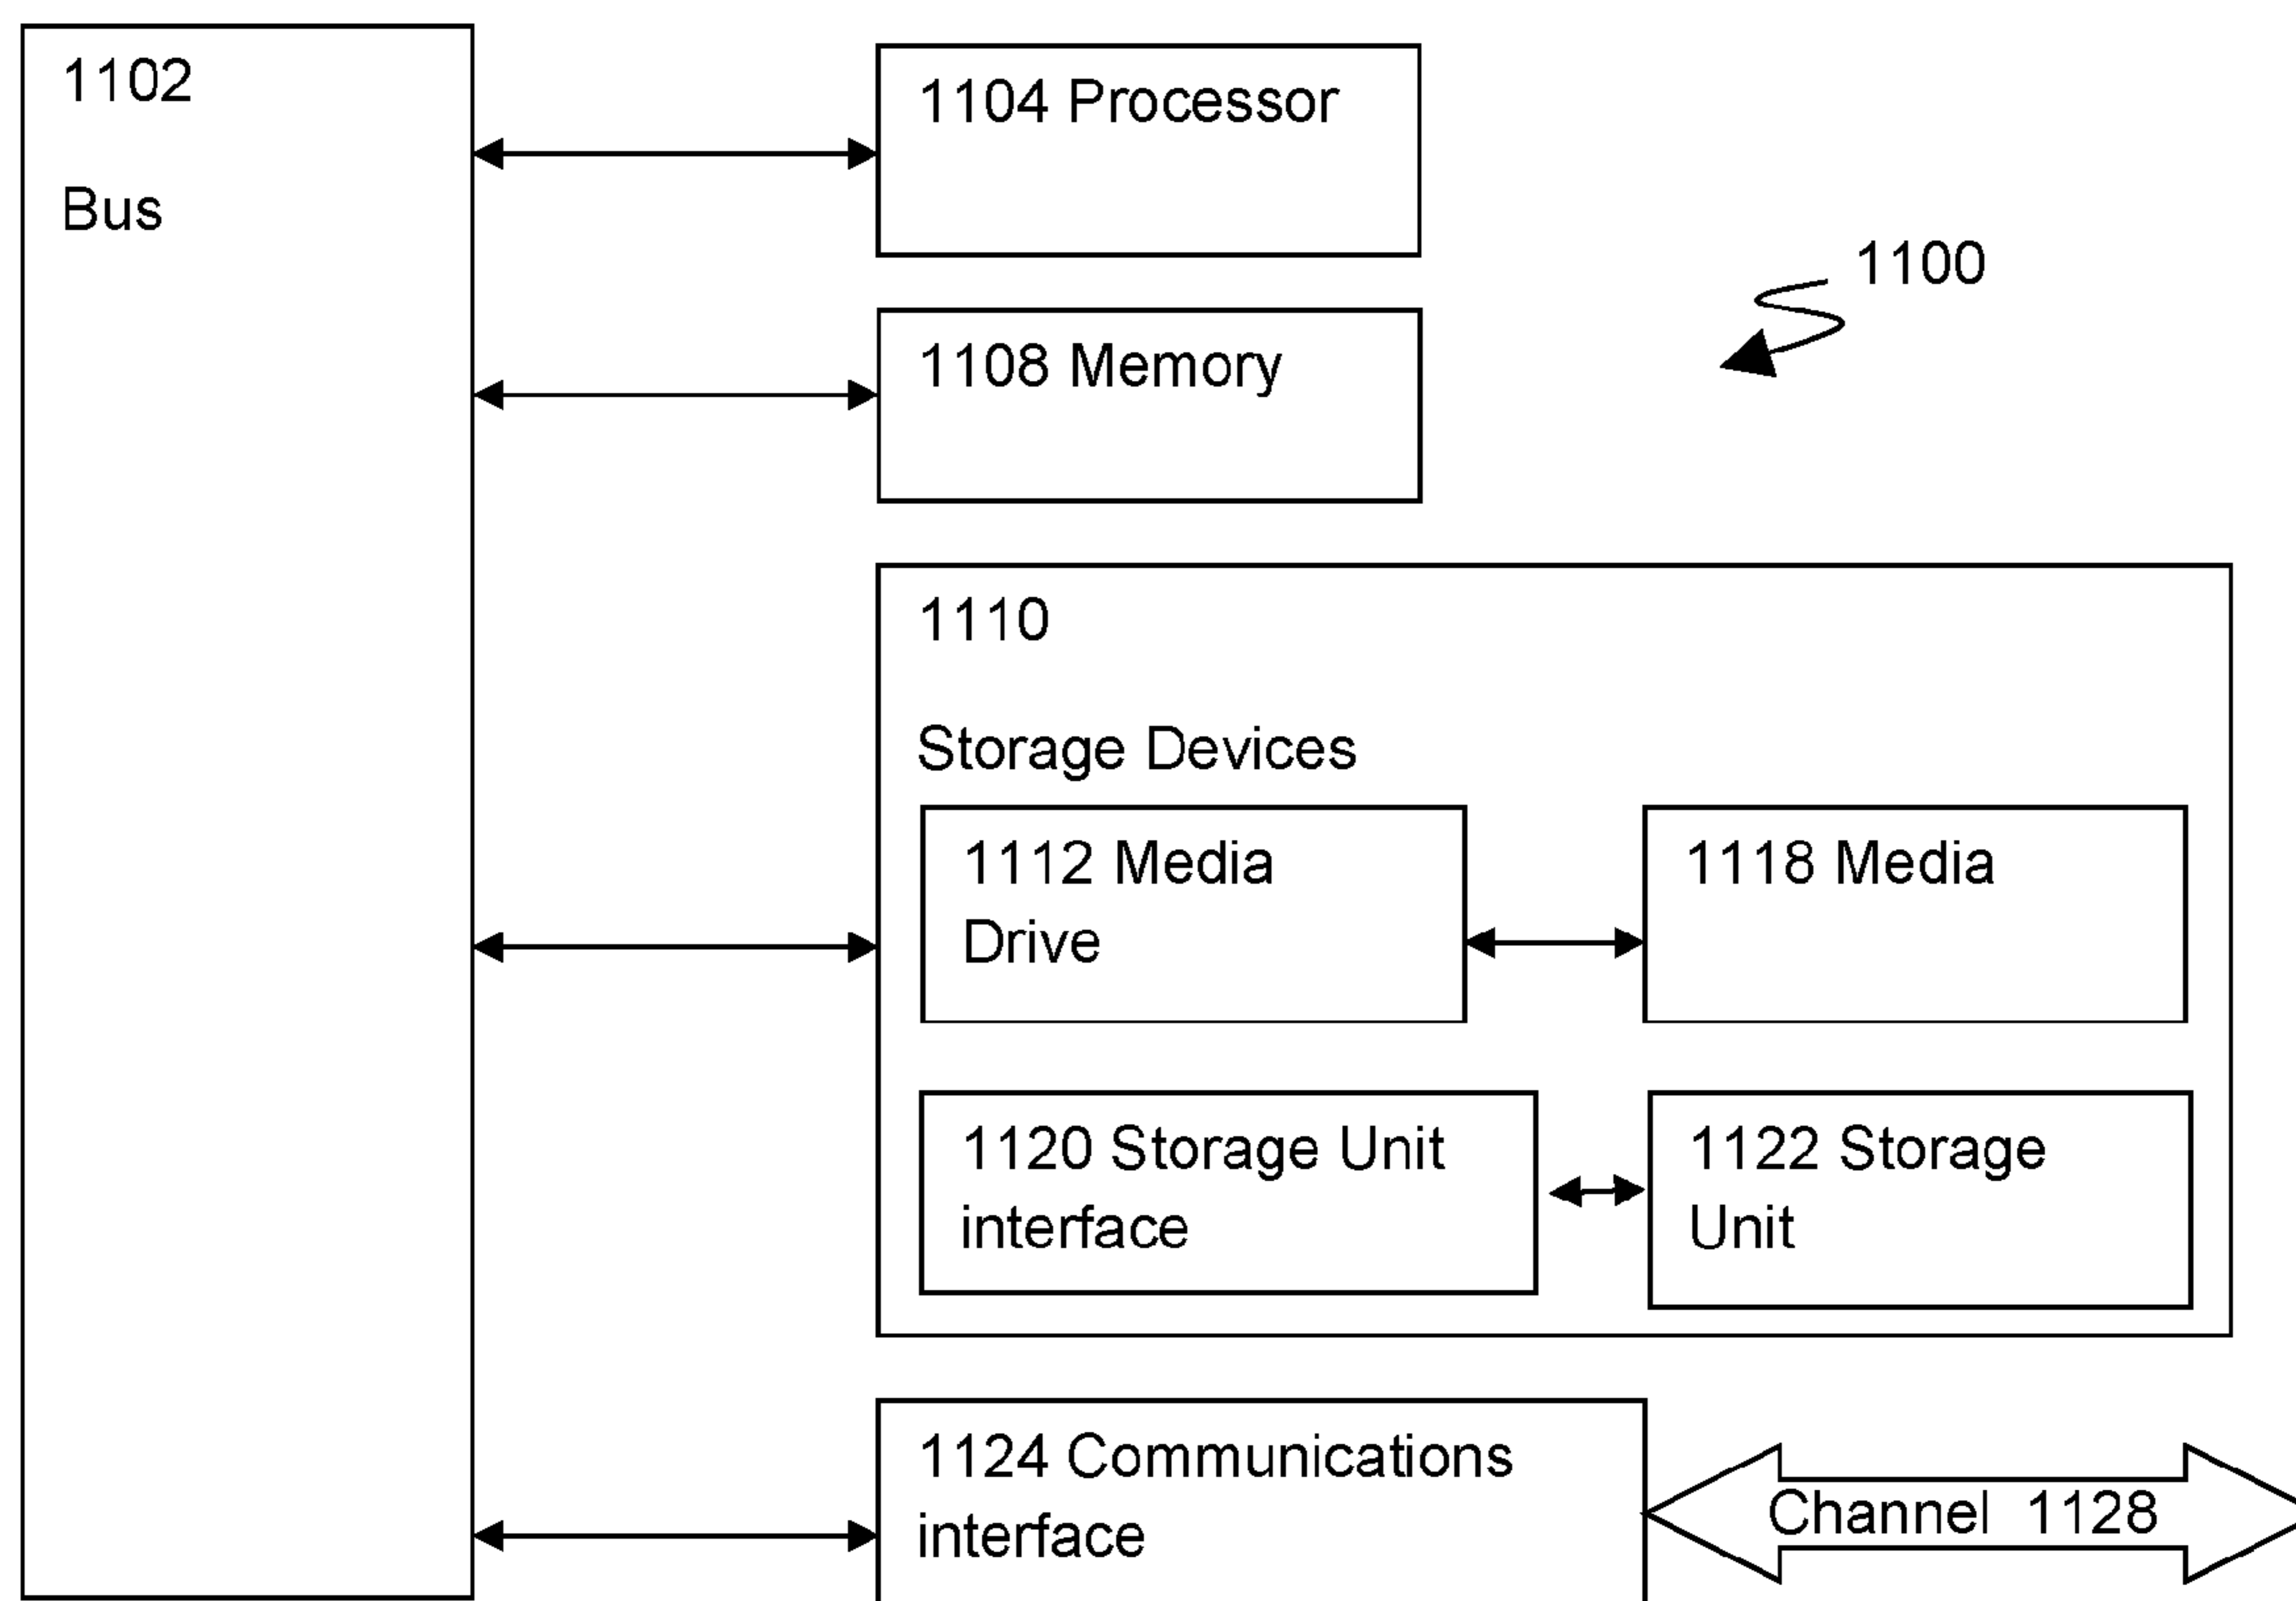 1102
Bus
1104 Processor
1100
1108 Memory
1110
Storage Devices
1112 Media
Drive
1118 Media
1120 Storage Unit
interface
1122 Storage
Unit
1124 Communications
interface
Channel 1128